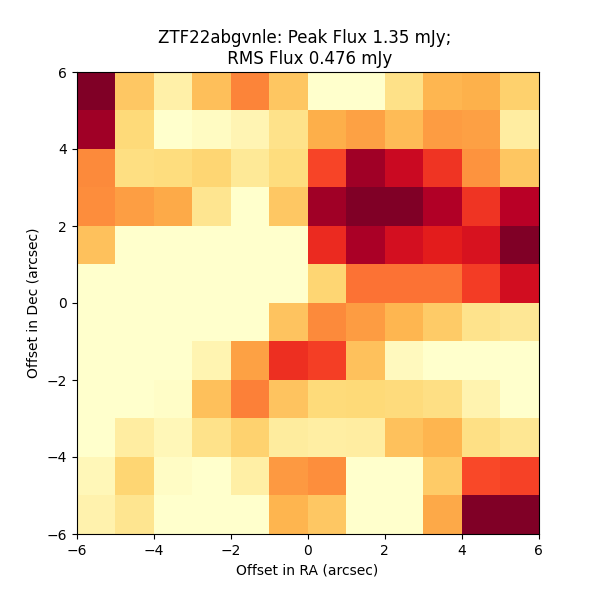 ZTF22abgvnle: Peak Flux 1.35 mJy;
RMS Flux 0.476 mJy
6
4
2
0
−2
−4
−6
Offset in Dec (arcsec)
−6 −4 −2 0 2 4 6
Offset in RA (arcsec)